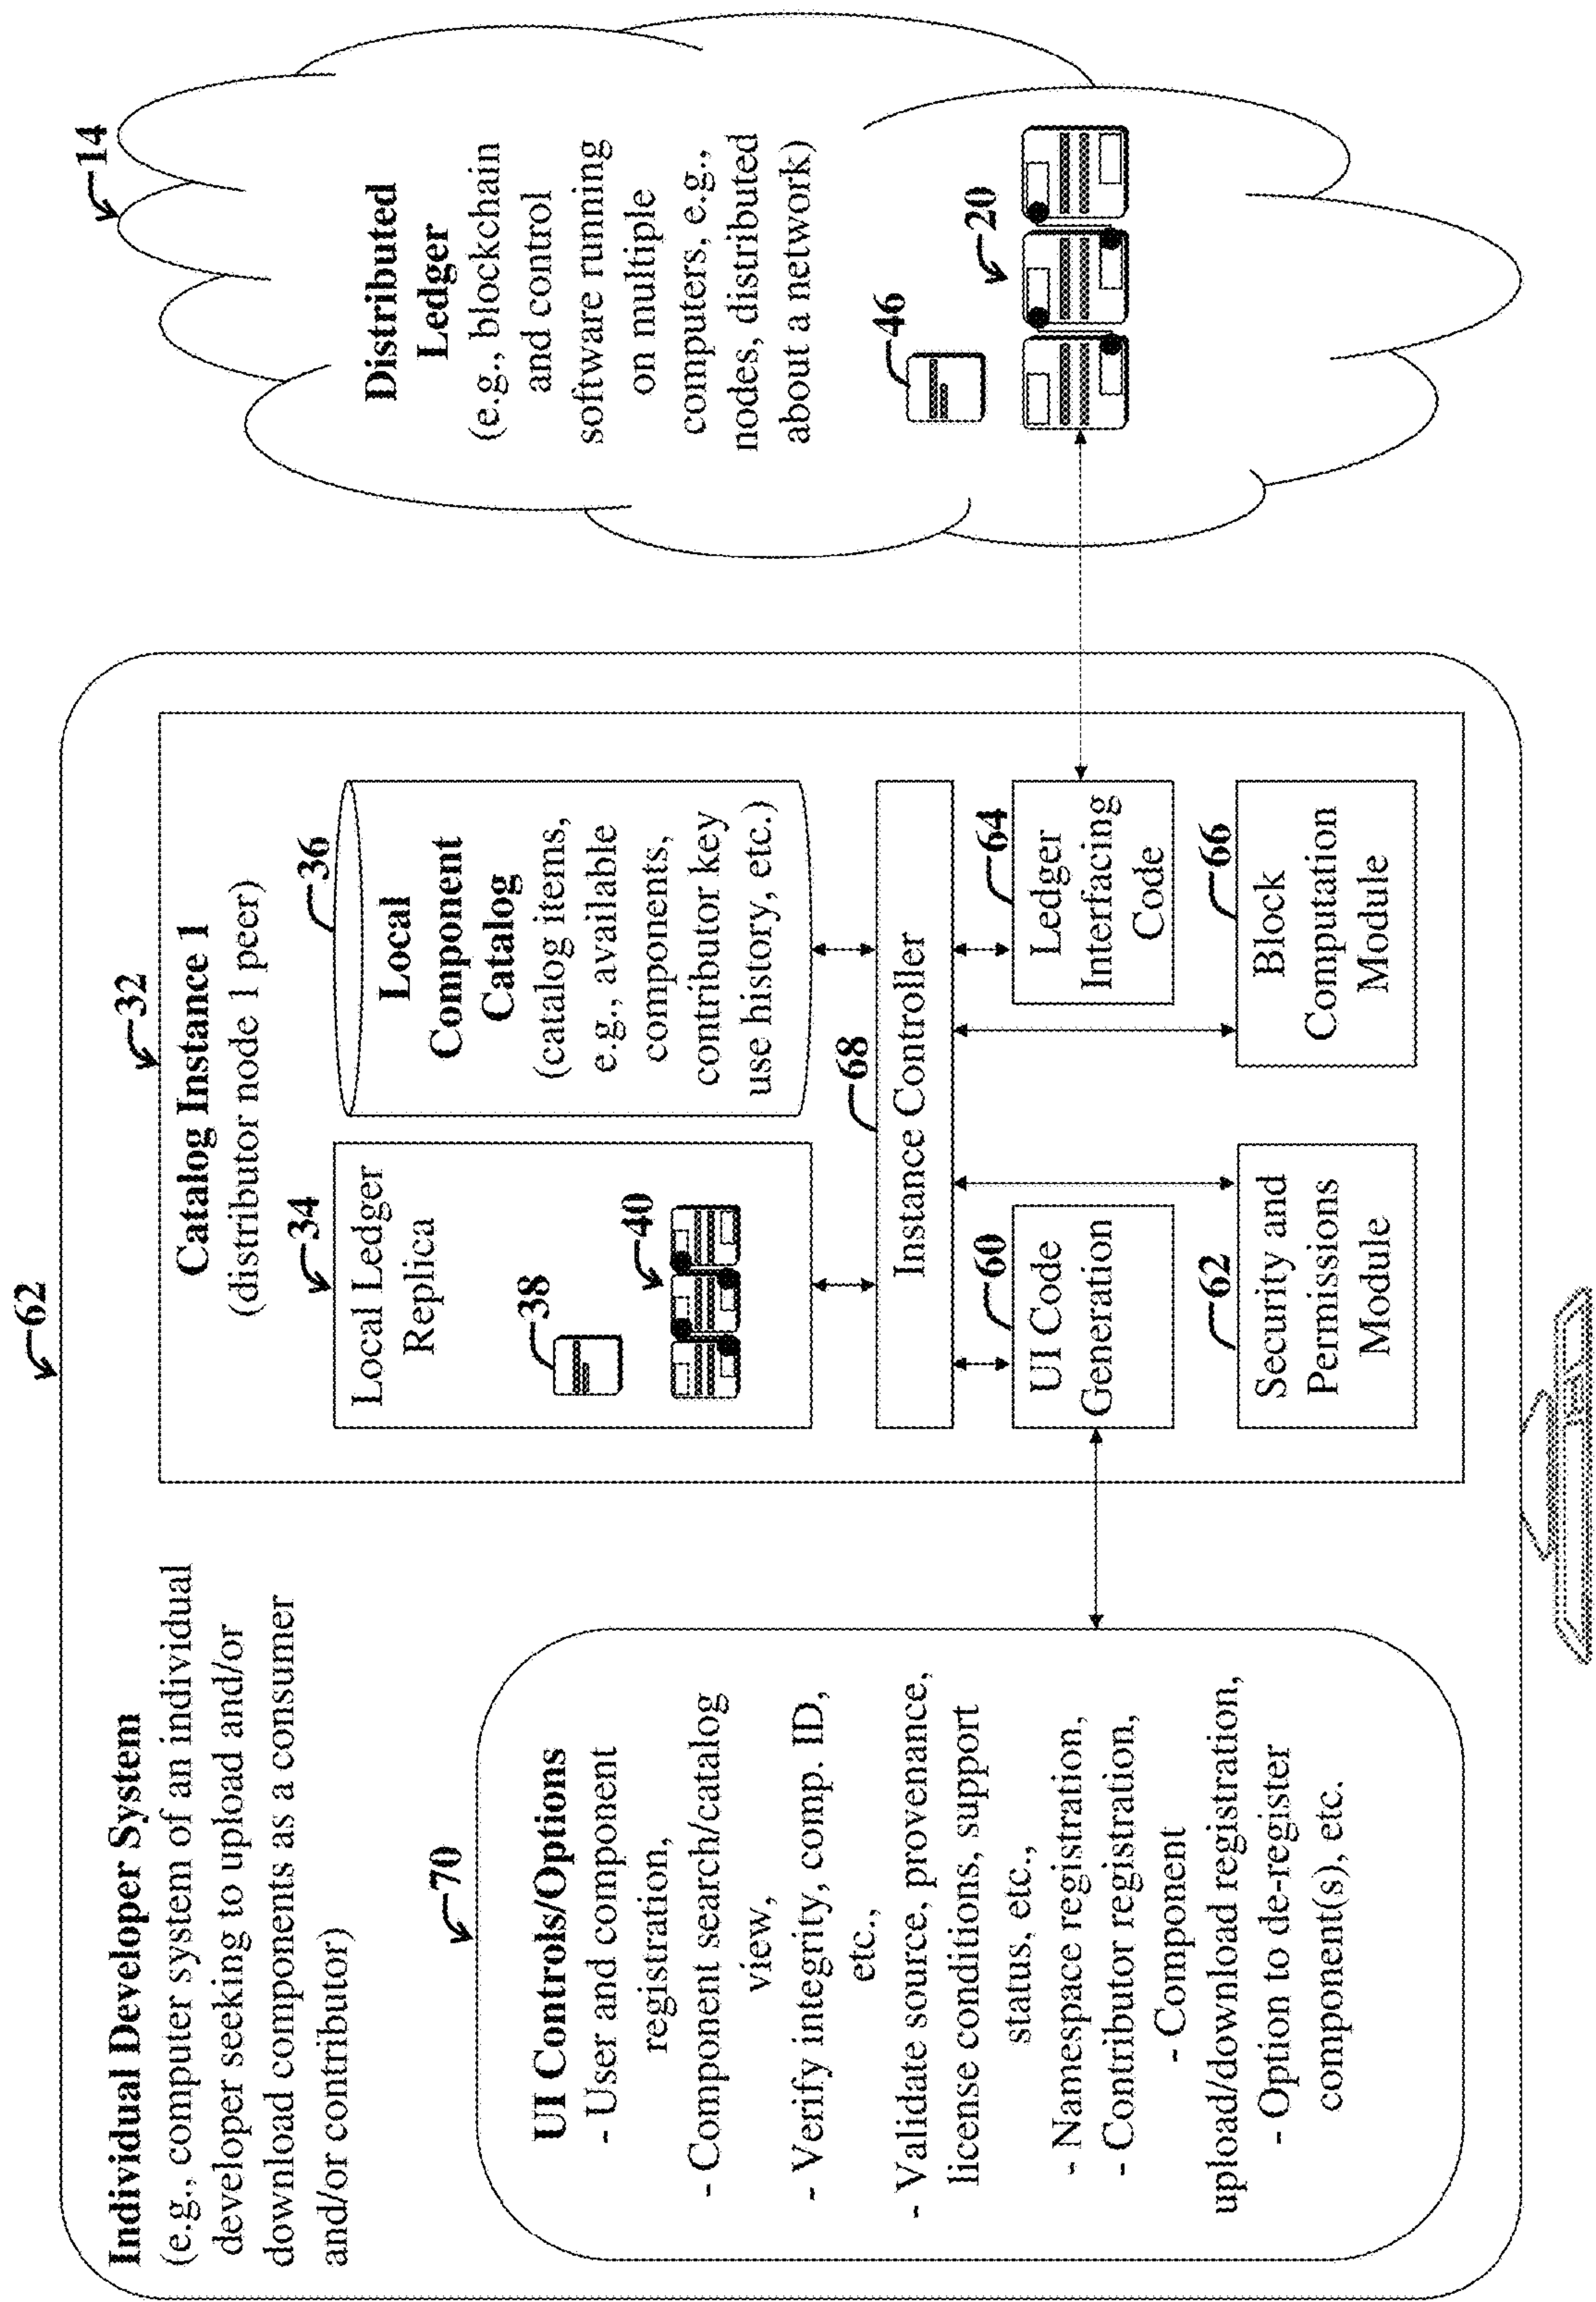 62
Individual Developer System
(e.g., computer system of an individual
developer seeking to upload and/or
download components as a consumer
and/or contributor)
70
UI Controls/Options
- User and component
registration,
- Component search/catalog
view,
- Verify integrity, comp. ID,
etc.,
- Validate source, provenance,
license conditions, support
status, etc.,
- Namespace registration,
- Contributor registration,
- Component
upload/download registration,
- Option to de-register
component(s), etc.
32
Catalog Instance 1
(distributor node 1 peer)
34
Local Ledger
Replica
38
40
36
Local
Component
Catalog
(catalog items,
e.g., available
components,
contributor key
use history, etc.)
68
Instance Controller
60
UI Code
Generation
64
Ledger
Interfacing
Code
62
Security and
Permissions
Module
66
Block
Computation
Module
14
Distributed
Ledger
(e.g., blockchain
and control
software running
on multiple
computers, e.g.,
nodes, distributed
about a network)
46
20